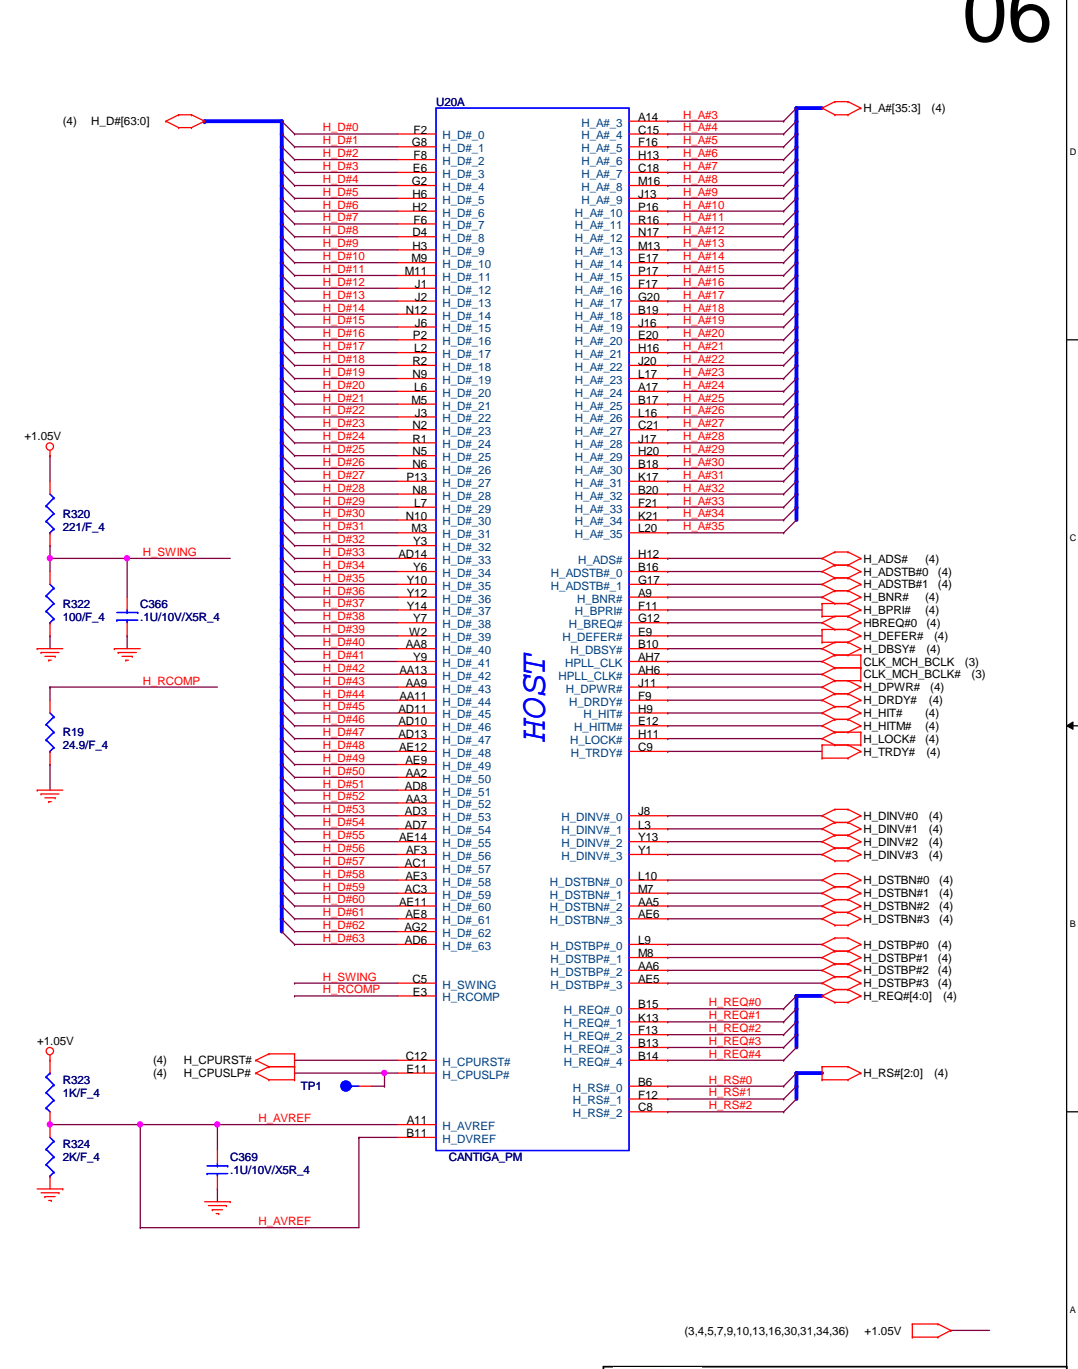 06
U20A
(4) H_D#[63:0]
H_A#[35:3] (4)
H_D#0 F2 H_D#_0
H_D#1 G8 H_D#_1
H_D#2 F8 H_D#_2
H_D#3 E6 H_D#_3
H_D#4 G2 H_D#_4
H_D#5 H6 H_D#_5
H_D#6 H2 H_D#_6
H_D#7 F6 H_D#_7
H_D#8 D4 H_D#_8
H_D#9 H3 H_D#_9
H_D#10 M9 H_D#_10
H_D#11 M11 H_D#_11
H_D#12 J1 H_D#_12
H_D#13 J2 H_D#_13
H_D#14 N12 H_D#_14
H_D#15 J6 H_D#_15
H_D#16 P2 H_D#_16
H_D#17 L2 H_D#_17
H_D#18 R2 H_D#_18
H_D#19 N9 H_D#_19
H_D#20 L6 H_D#_20
H_D#21 M5 H_D#_21
H_D#22 J3 H_D#_22
H_D#23 N2 H_D#_23
H_D#24 R1 H_D#_24
H_D#25 N5 H_D#_25
H_D#26 N6 H_D#_26
H_D#27 P13 H_D#_27
H_D#28 N8 H_D#_28
H_D#29 L7 H_D#_29
H_D#30 N10 H_D#_30
H_D#31 M3 H_D#_31
H_D#32 Y3 H_D#_32
H_D#33 AD14 H_D#_33
H_D#34 Y6 H_D#_34
H_D#35 Y10 H_D#_35
H_D#36 Y12 H_D#_36
H_D#37 Y14 H_D#_37
H_D#38 Y7 H_D#_38
H_D#39 W2 H_D#_39
H_D#40 AA8 H_D#_40
H_D#41 Y9 H_D#_41
H_D#42 AA13 H_D#_42
H_D#43 AA9 H_D#_43
H_D#44 AA11 H_D#_44
H_D#45 AD11 H_D#_45
H_D#46 AD10 H_D#_46
H_D#47 AD13 H_D#_47
H_D#48 AE12 H_D#_48
H_D#49 AE9 H_D#_49
H_D#50 AA2 H_D#_50
H_D#51 AD8 H_D#_51
H_D#52 AA3 H_D#_52
H_D#53 AD3 H_D#_53
H_D#54 AD7 H_D#_54
H_D#55 AE14 H_D#_55
H_D#56 AF3 H_D#_56
H_D#57 AC1 H_D#_57
H_D#58 AE3 H_D#_58
H_D#59 AC3 H_D#_59
H_D#60 AE11 H_D#_60
H_D#61 AE8 H_D#_61
H_D#62 AG2 H_D#_62
H_D#63 AD6 H_D#_63
H_SWING C5 H_SWING
H_RCOMP E3 H_RCOMP
(4) H_CPURST# C12 H_CPURST#
(4) H_CPUSLP# E11 H_CPUSLP#
TP1
H_AVREF A11 H_AVREF
B11 H_DVREF
CANTIGA_PM
HOST
H_A#_3 A14 H_A#3
H_A#_4 C15 H_A#4
H_A#_5 F16 H_A#5
H_A#_6 H13 H_A#6
H_A#_7 C18 H_A#7
H_A#_8 M16 H_A#8
H_A#_9 J13 H_A#9
H_A#_10 P16 H_A#10
H_A#_11 R16 H_A#11
H_A#_12 N17 H_A#12
H_A#_13 M13 H_A#13
H_A#_14 E17 H_A#14
H_A#_15 P17 H_A#15
H_A#_16 F17 H_A#16
H_A#_17 G20 H_A#17
H_A#_18 B19 H_A#18
H_A#_19 J16 H_A#19
H_A#_20 E20 H_A#20
H_A#_21 H16 H_A#21
H_A#_22 J20 H_A#22
H_A#_23 L17 H_A#23
H_A#_24 A17 H_A#24
H_A#_25 B17 H_A#25
H_A#_26 L16 H_A#26
H_A#_27 C21 H_A#27
H_A#_28 J17 H_A#28
H_A#_29 H20 H_A#29
H_A#_30 B18 H_A#30
H_A#_31 K17 H_A#31
H_A#_32 B20 H_A#32
H_A#_33 F21 H_A#33
H_A#_34 K21 H_A#34
H_A#_35 L20 H_A#35
H_ADS# H12 H_ADS# (4)
H_ADSTB#_0 B16 H_ADSTB#0 (4)
H_ADSTB#_1 G17 H_ADSTB#1 (4)
H_BNR# A9 H_BNR# (4)
H_BPRI# F11 H_BPRI# (4)
H_BREQ# G12 HBREQ#0 (4)
H_DEFER# E9 H_DEFER# (4)
H_DBSY# B10 H_DBSY# (4)
HPLL_CLK AH7 CLK_MCH_BCLK (3)
HPLL_CLK# AH6 CLK_MCH_BCLK# (3)
H_DPWR# J11 H_DPWR# (4)
H_DRDY# F9 H_DRDY# (4)
H_HIT# H9 H_HIT# (4)
H_HITM# E12 H_HITM# (4)
H_LOCK# H11 H_LOCK# (4)
H_TRDY# C9 H_TRDY# (4)
H_DINV#_0 J8 H_DINV#0 (4)
H_DINV#_1 L3 H_DINV#1 (4)
H_DINV#_2 Y13 H_DINV#2 (4)
H_DINV#_3 Y1 H_DINV#3 (4)
H_DSTBN#_0 L10 H_DSTBN#0 (4)
H_DSTBN#_1 M7 H_DSTBN#1 (4)
H_DSTBN#_2 AA5 H_DSTBN#2 (4)
H_DSTBN#_3 AE6 H_DSTBN#3 (4)
H_DSTBP#_0 L9 H_DSTBP#0 (4)
H_DSTBP#_1 M8 H_DSTBP#1 (4)
H_DSTBP#_2 AA6 H_DSTBP#2 (4)
H_DSTBP#_3 AE5 H_DSTBP#3 (4)
H_REQ#[4:0] (4)
H_REQ#_0 B15 H_REQ#0
H_REQ#_1 K13 H_REQ#1
H_REQ#_2 F13 H_REQ#2
H_REQ#_3 B13 H_REQ#3
H_REQ#_4 B14 H_REQ#4
H_RS#[2:0] (4)
H_RS#_0 B6 H_RS#0
H_RS#_1 F12 H_RS#1
H_RS#_2 C8 H_RS#2
+1.05V
R320
221/F_4
H_SWING
R322
100/F_4
C366
.1U/10V/X5R_4
H_RCOMP
R19
24.9/F_4
+1.05V
R323
1K/F_4
R324
2K/F_4
C369
.1U/10V/X5R_4
H_AVREF
D
C
B
A
(3,4,5,7,9,10,13,16,30,31,34,36) +1.05V